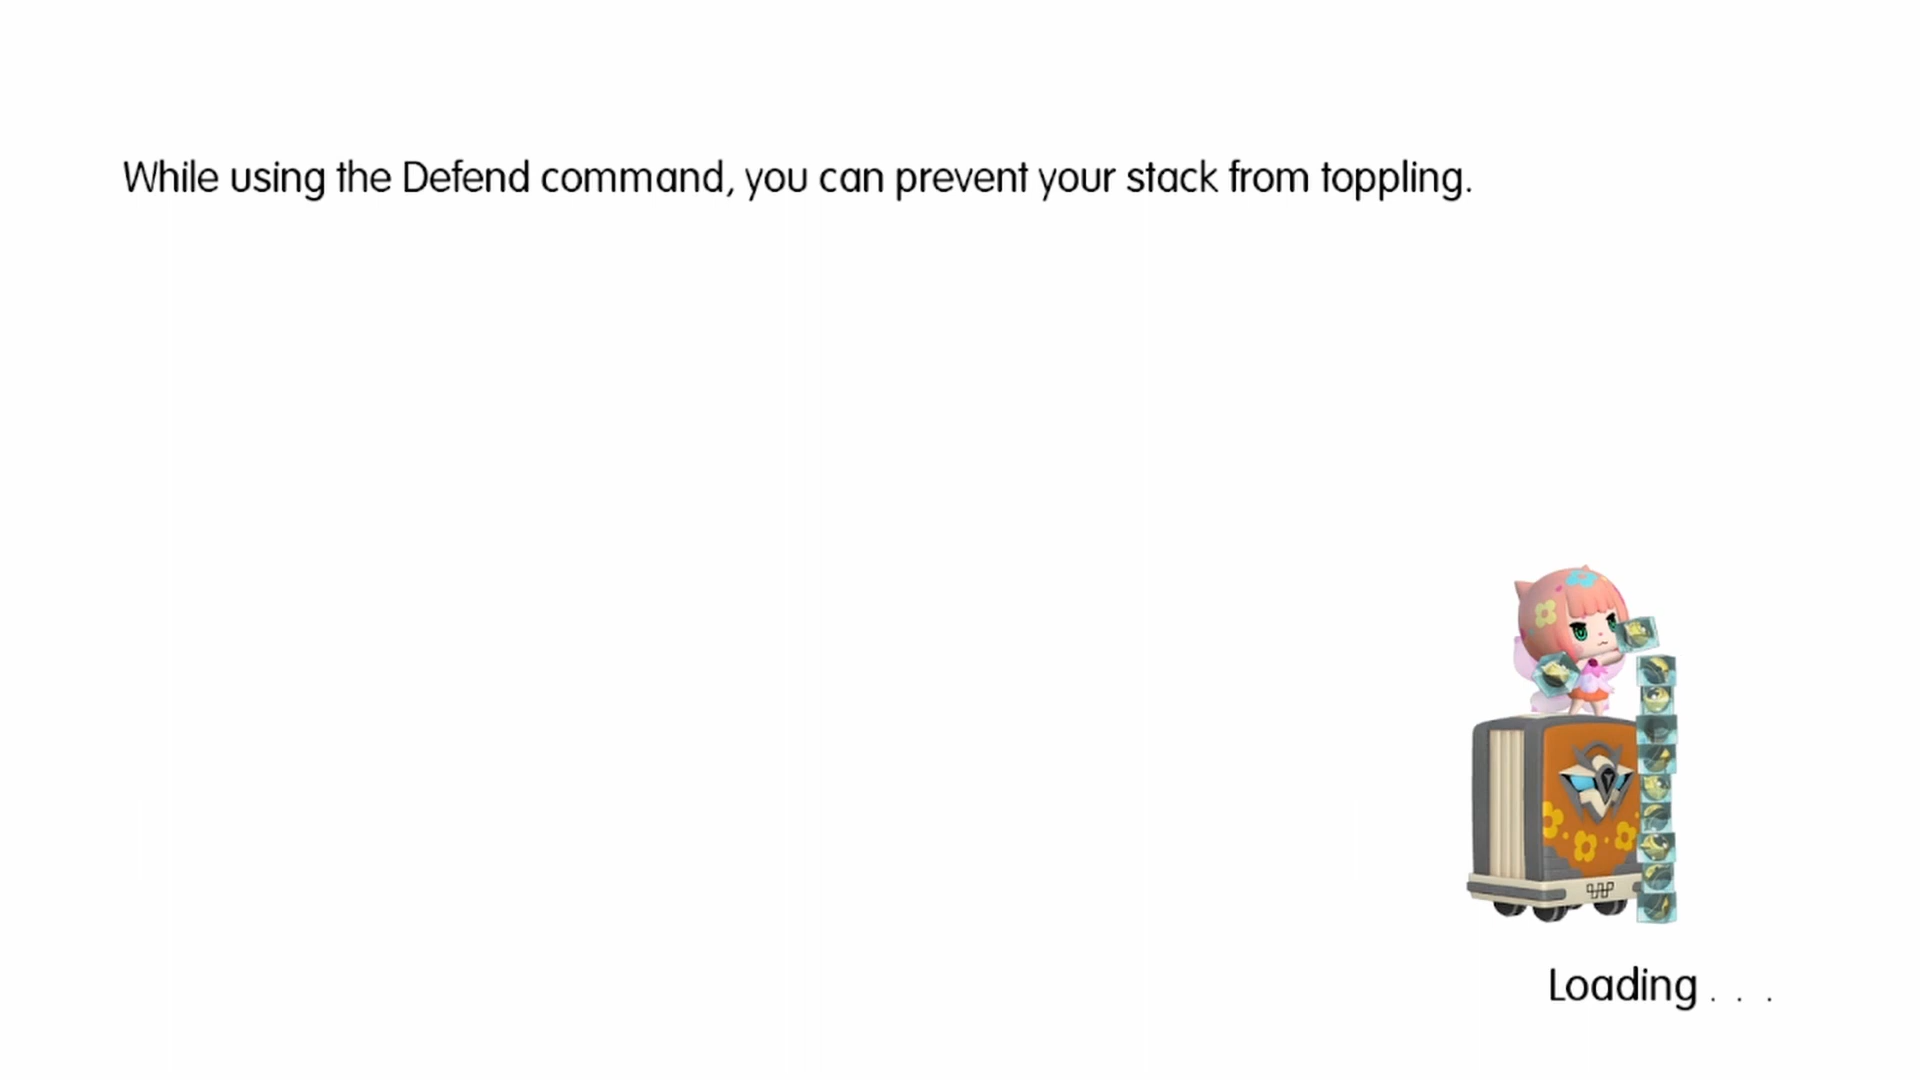 While using the Defend command, you can prevent your stack from toppling.
Loading . . .